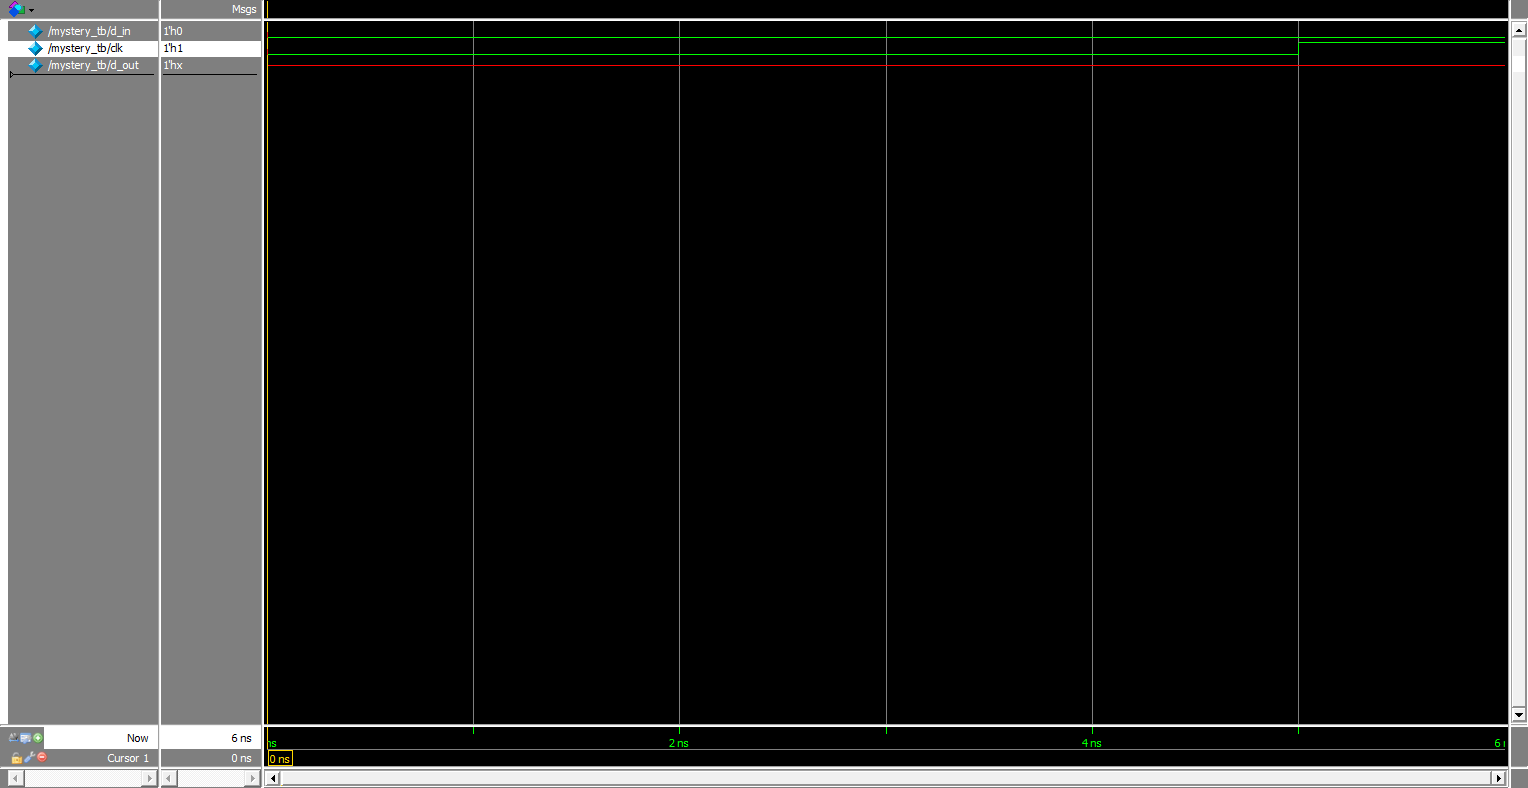 Msgs
/mystery_tb/d_in 1'h0
/mystery_tb/clk 1'h1
/mystery_tb/d_out 1'hx
Now 6 ns
ns 2 ns 4 ns 6
Cursor 1 0 ns 0 ns